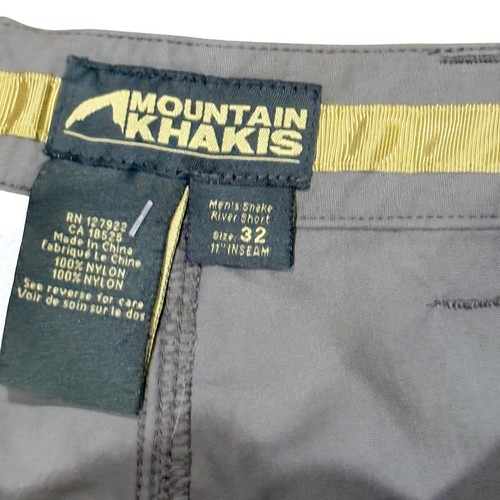 MOUNTAIN
KHAKIS
Men's Snake
River Short
Size: 32
11" INSEAM
RN 127922
CA 18525
Made in China
Fabriqué Le Chine
100% NYLON
100% NYLON
See reverse for care
Voir de soin sur le dos